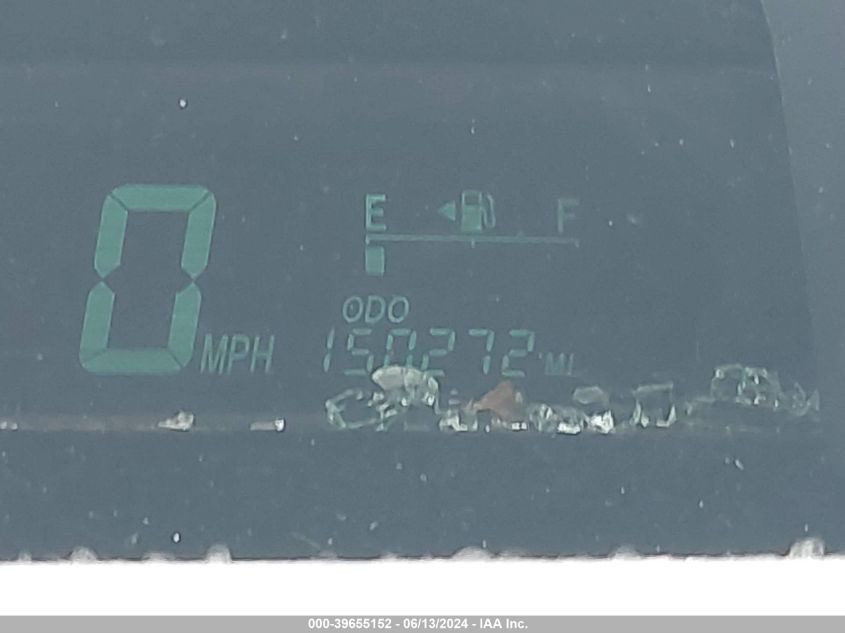 E F
0 MPH
ODO
150272 MI
000-39655152 - 06/13/2024 - IAA Inc.